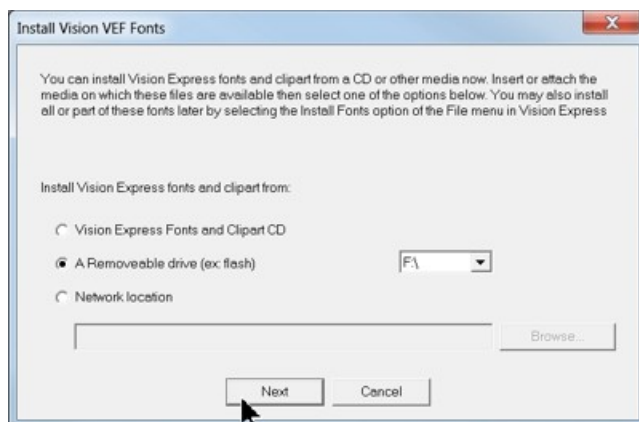 Install Vision VEF Fonts
You can install Vision Express fonts and clipart from a CD or other media now. Insert or attach the
media on which these files are available then select one of the options below. You may also install
all or part of these fonts later by selecting the Install Fonts option of the File menu in Vision Express
Install Vision Express fonts and clipart from:
Vision Express Fonts and Clipart CD
A Removeable drive (ex: flash) F:\
Network location
Browse...
Next Cancel